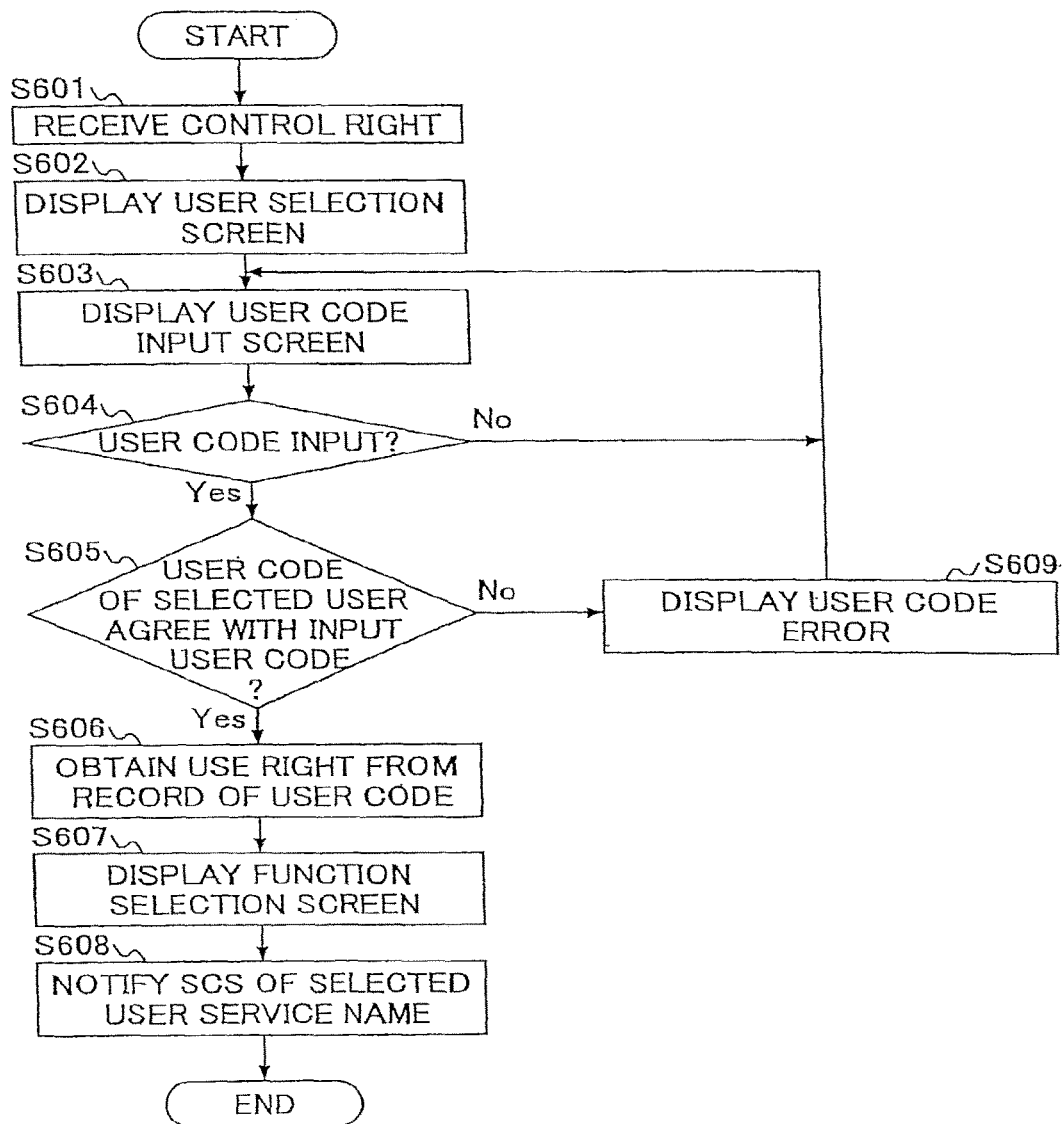 START
S601
RECEIVE CONTROL RIGHT
S602
DISPLAY USER SELECTION
SCREEN
S603
DISPLAY USER CODE
INPUT SCREEN
S604
USER CODE INPUT?
No
Yes
S605
USER CODE
OF SELECTED USER
AGREE WITH INPUT
USER CODE
?
No
S609
DISPLAY USER CODE
ERROR
Yes
S606
OBTAIN USE RIGHT FROM
RECORD OF USER CODE
S607
DISPLAY FUNCTION
SELECTION SCREEN
S608
NOTIFY SCS OF SELECTED
USER SERVICE NAME
END